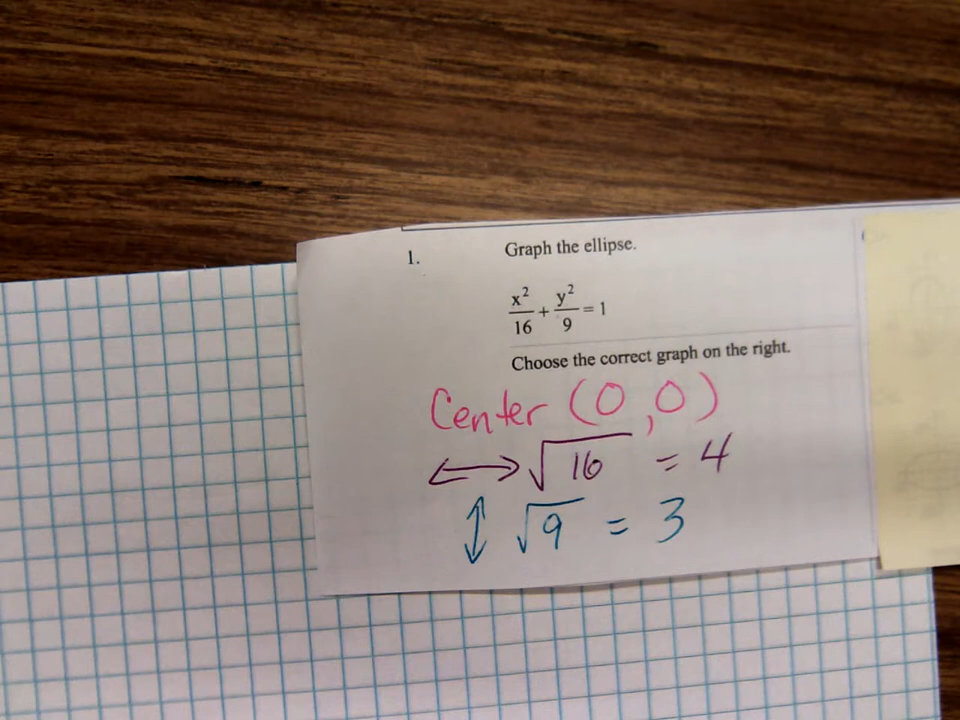 1. Graph the ellipse.
x²/16 + y²/9 = 1
Choose the correct graph on the right.
Center (0,0)
↔ √16 = 4
↕ √9 = 3